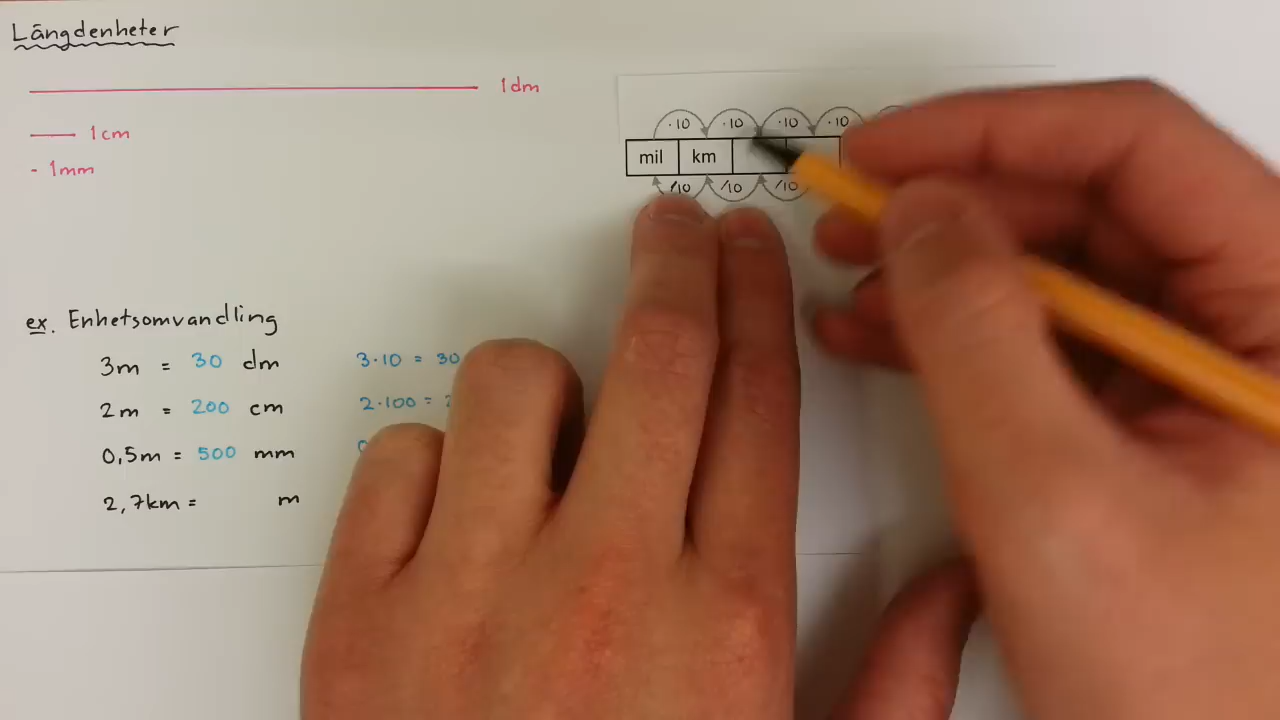 Längdenheter
1dm
1cm
1mm
·10 ·10 ·10 ·10
mil km
/10 /10 /10
ex. Enhetsomvandling
3m = 30 dm 3·10 = 30
2m = 200 cm 2·100 =
0,5m = 500 mm
2,7km = m